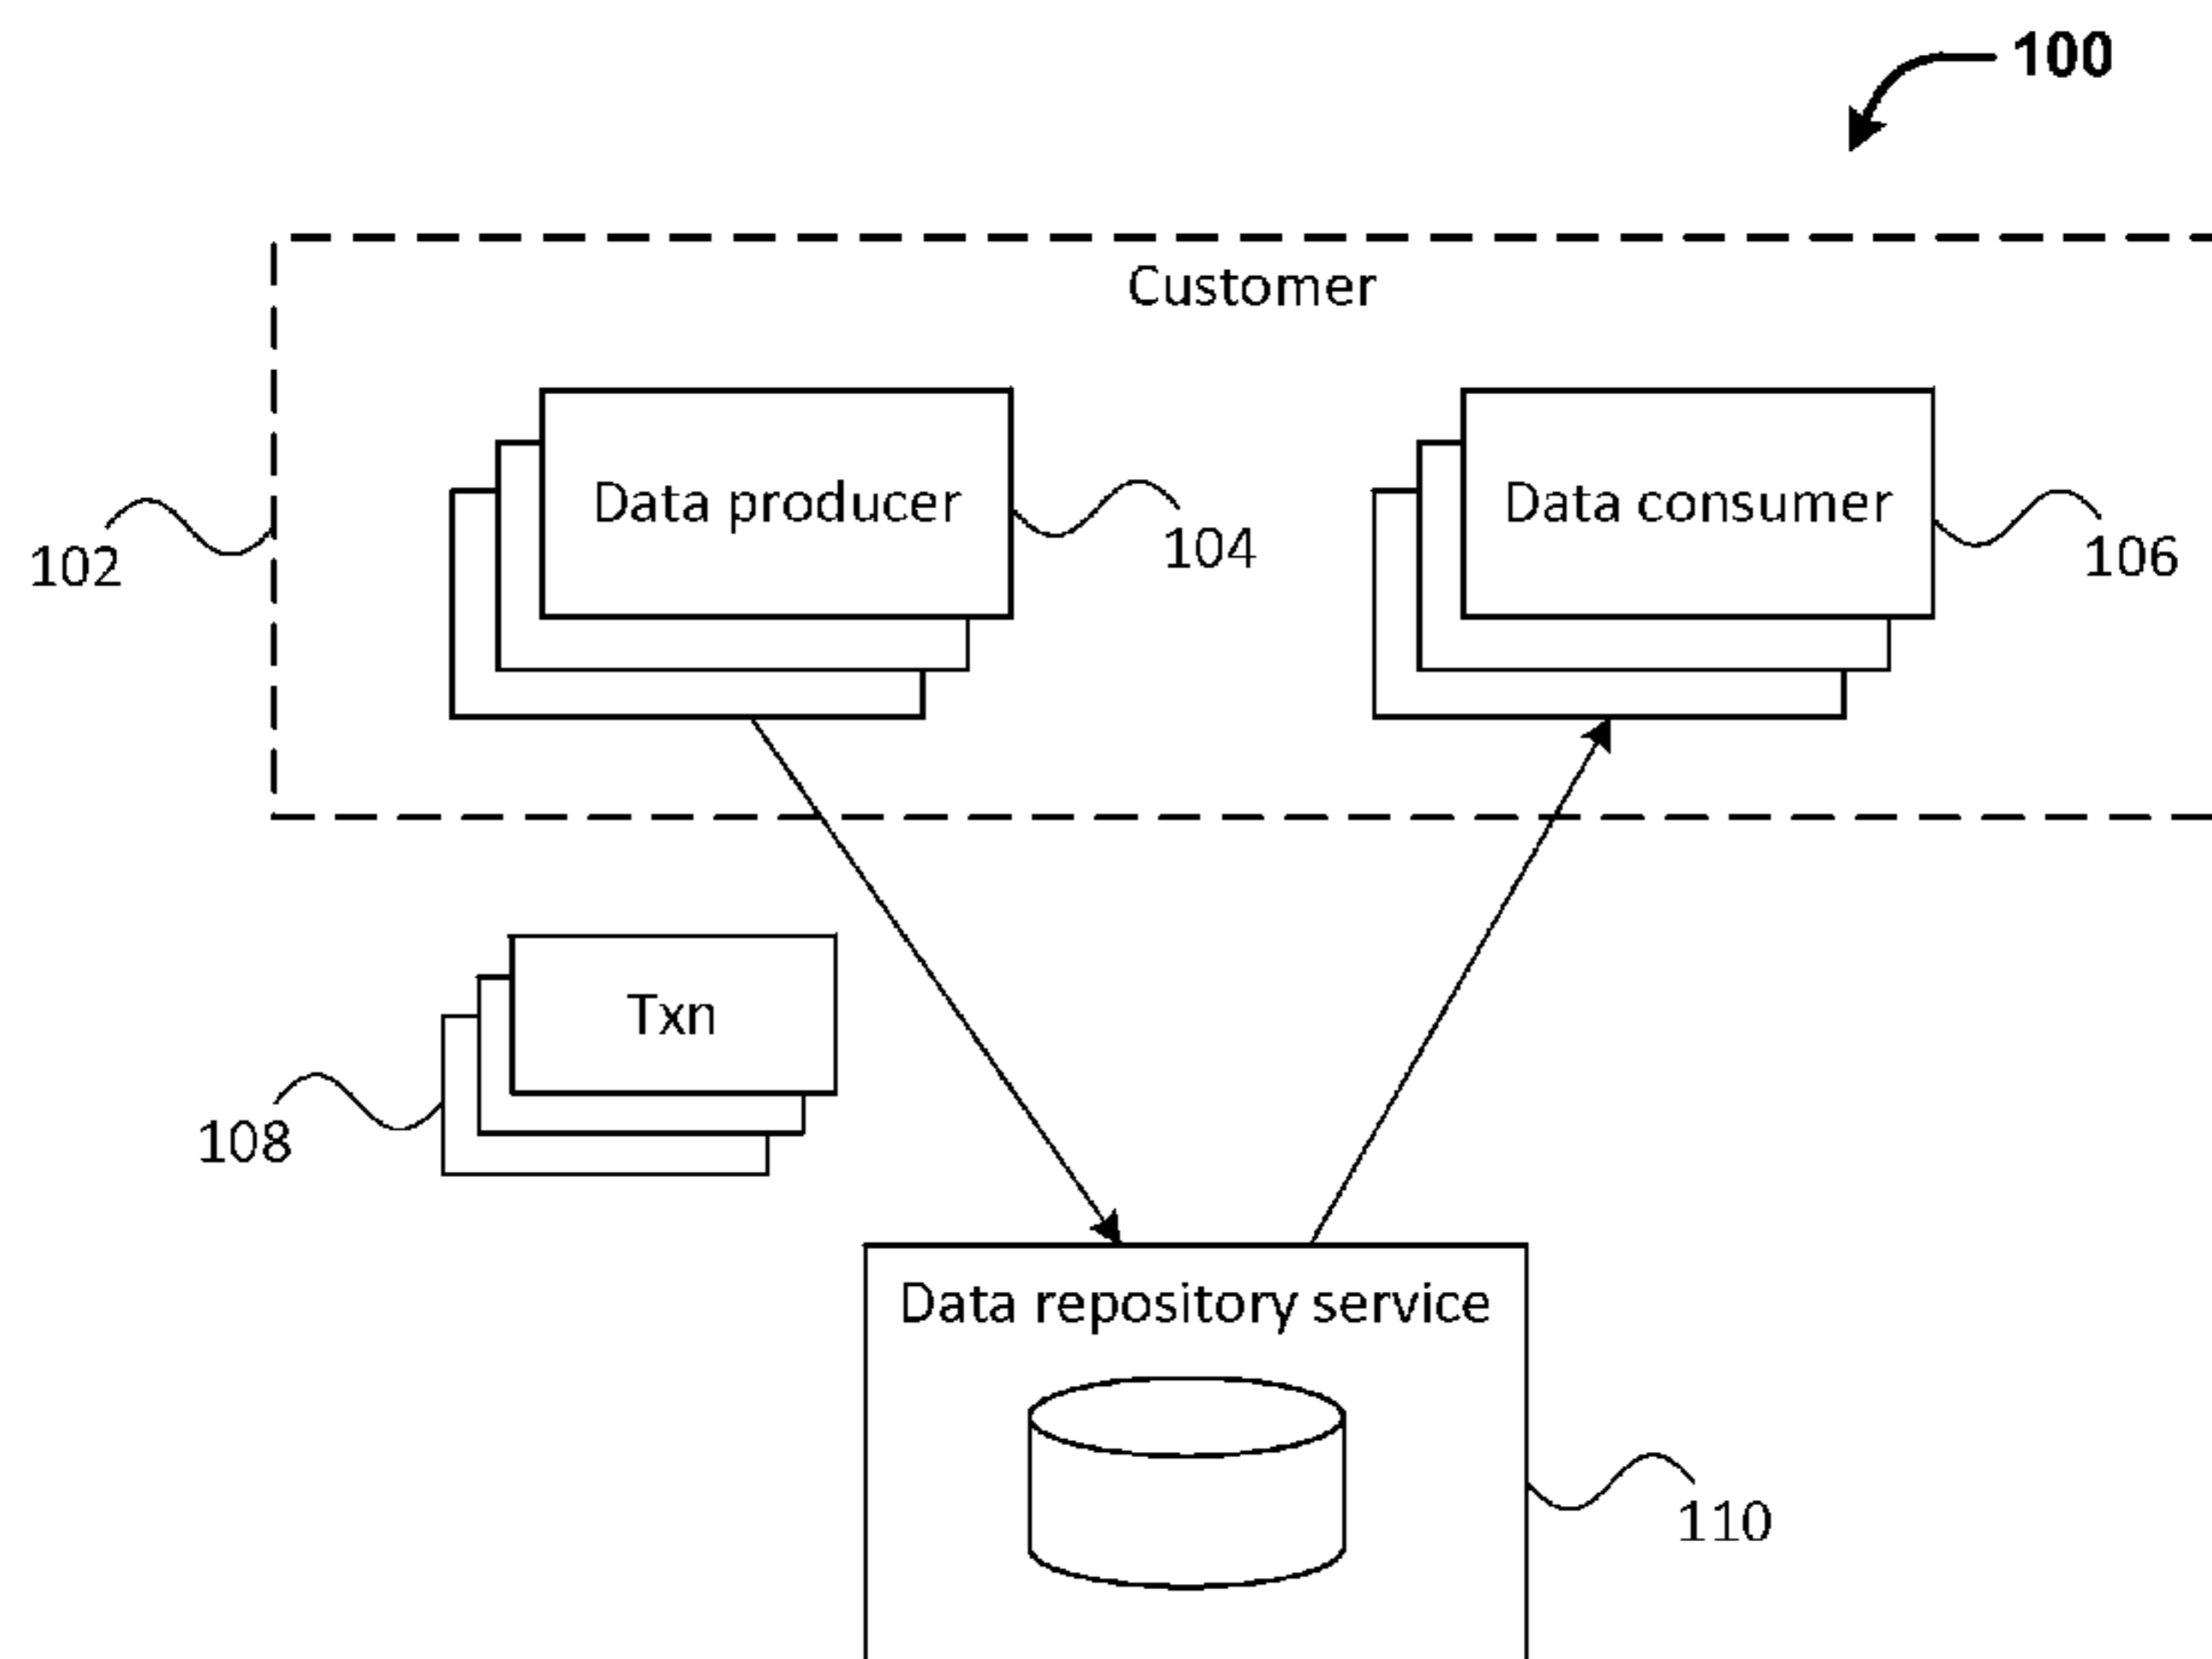 100
Customer
Data producer
Data consumer
102
104
106
Txn
108
Data repository service
110